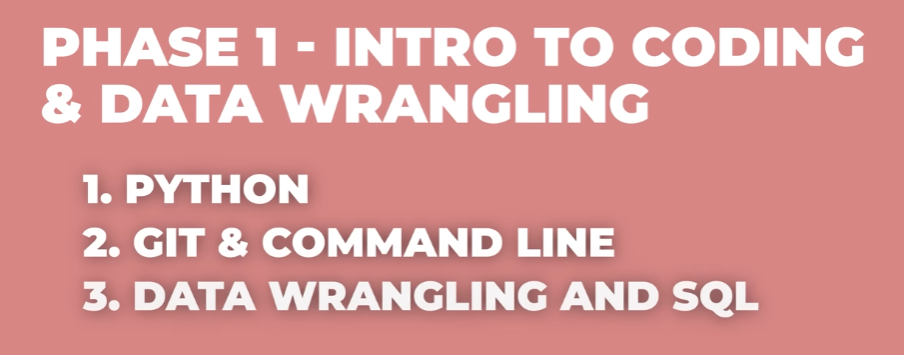 PHASE 1 - INTRO TO CODING
& DATA WRANGLING
1. PYTHON
2. GIT & COMMAND LINE
3. DATA WRANGLING AND SQL